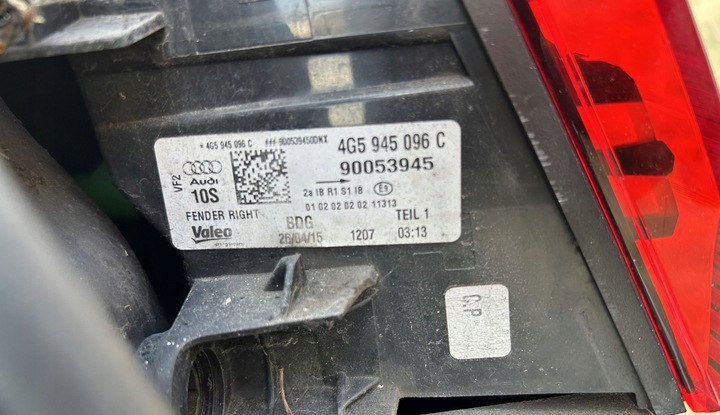 * 4G5 945 096 C ### 900539450DNX
4G5 945 096 C
90053945
VF2
Audi
10S
2a IB R1 S1 IB E9
01 02 02 02 02 11313
FENDER RIGHT
BDG
TEIL 1
Valeo
26/04/15 1207 03:13
G.P